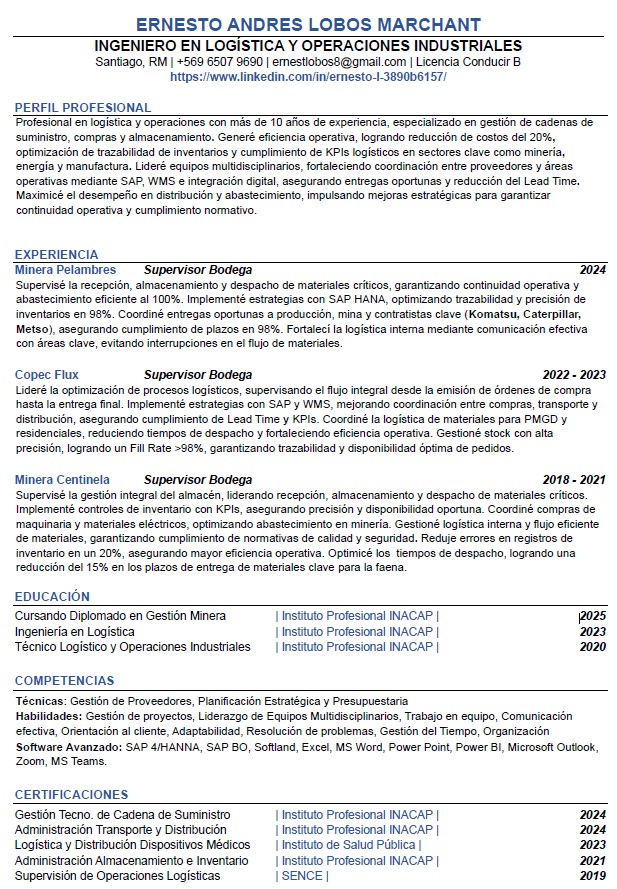 ERNESTO ANDRES LOBOS MARCHANT
INGENIERO EN LOGÍSTICA Y OPERACIONES INDUSTRIALES
Santiago, RM | +569 6507 9690 | ernestlobos8@gmail.com | Licencia Conducir B
https://www.linkedin.com/in/ernesto-l-3890b6157/
PERFIL PROFESIONAL
Profesional en logística y operaciones con más de 10 años de experiencia, especializado en gestión de cadenas de
suministro, compras y almacenamiento. Generé eficiencia operativa, logrando reducción de costos del 20%,
optimización de trazabilidad de inventarios y cumplimiento de KPIs logísticos en sectores clave como minería,
energía y manufactura. Lideré equipos multidisciplinarios, fortaleciendo coordinación entre proveedores y áreas
operativas mediante SAP, WMS e integración digital, asegurando entregas oportunas y reducción del Lead Time.
Maximicé el desempeño en distribución y abastecimiento, impulsando mejoras estratégicas para garantizar
continuidad operativa y cumplimiento normativo.
EXPERIENCIA
Minera Pelambres Supervisor Bodega 2024
Supervisé la recepción, almacenamiento y despacho de materiales críticos, garantizando continuidad operativa y
abastecimiento eficiente al 100%. Implementé estrategias con SAP HANA, optimizando trazabilidad y precisión de
inventarios en 98%. Coordiné entregas oportunas a producción, mina y contratistas clave (Komatsu, Caterpillar,
Metso), asegurando cumplimiento de plazos en 98%. Fortalecí la logística interna mediante comunicación efectiva
con áreas clave, evitando interrupciones en el flujo de materiales.
Copec Flux Supervisor Bodega 2022 - 2023
Lideré la optimización de procesos logísticos, supervisando el flujo integral desde la emisión de órdenes de compra
hasta la entrega final. Implementé estrategias con SAP y WMS, mejorando coordinación entre compras, transporte y
distribución, asegurando cumplimiento de Lead Time y KPIs. Coordiné la logística de materiales para PMGD y
residenciales, reduciendo tiempos de despacho y fortaleciendo eficiencia operativa. Gestioné stock con alta
precisión, logrando un Fill Rate >98%, garantizando trazabilidad y disponibilidad óptima de pedidos.
Minera Centinela Supervisor Bodega 2018 - 2021
Supervisé la gestión integral del almacén, liderando recepción, almacenamiento y despacho de materiales críticos.
Implementé controles de inventario con KPIs, asegurando precisión y disponibilidad oportuna. Coordiné compras de
maquinaria y materiales eléctricos, optimizando abastecimiento en minería. Gestioné logística interna y flujo eficiente
de materiales, garantizando cumplimiento de normativas de calidad y seguridad. Reduje errores en registros de
inventario en un 20%, asegurando mayor eficiencia operativa. Optimicé los tiempos de despacho, logrando una
reducción del 15% en los plazos de entrega de materiales clave para la faena.
EDUCACIÓN
Cursando Diplomado en Gestión Minera | Instituto Profesional INACAP | 2025
Ingeniería en Logística | Instituto Profesional INACAP | 2023
Técnico Logístico y Operaciones Industriales | Instituto Profesional INACAP | 2020
COMPETENCIAS
Técnicas: Gestión de Proveedores, Planificación Estratégica y Presupuestaria
Habilidades: Gestión de proyectos, Liderazgo de Equipos Multidisciplinarios, Trabajo en equipo, Comunicación
efectiva, Orientación al cliente, Adaptabilidad, Resolución de problemas, Gestión del Tiempo, Organización
Software Avanzado: SAP 4/HANNA, SAP BO, Softland, Excel, MS Word, Power Point, Power BI, Microsoft Outlook,
Zoom, MS Teams.
CERTIFICACIONES
Gestión Tecno. de Cadena de Suministro | Instituto Profesional INACAP | 2024
Administración Transporte y Distribución | Instituto Profesional INACAP | 2024
Logística y Distribución Dispositivos Médicos | Instituto de Salud Pública | 2023
Administración Almacenamiento e Inventario | Instituto Profesional INACAP | 2021
Supervisión de Operaciones Logísticas | SENCE | 2019